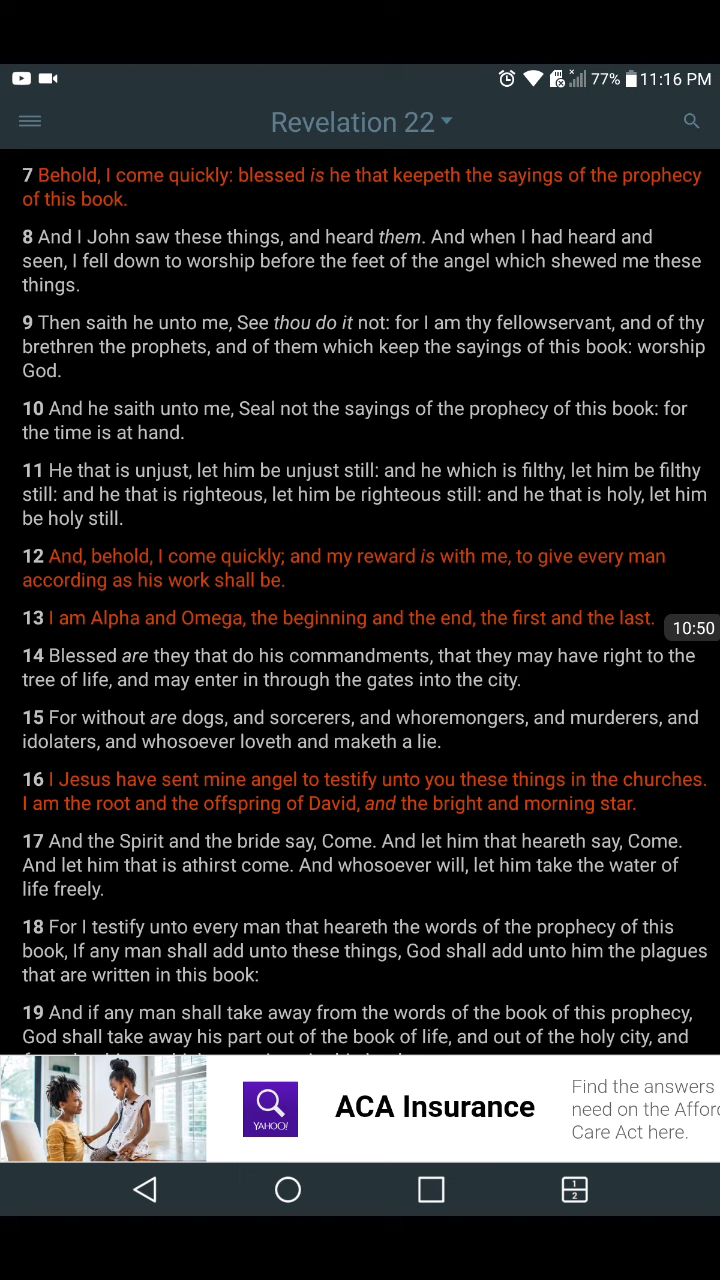 77% 11:16 PM
Revelation 22
7 Behold, I come quickly: blessed is he that keepeth the sayings of the prophecy
of this book.
8 And I John saw these things, and heard them. And when I had heard and
seen, I fell down to worship before the feet of the angel which shewed me these
things.
9 Then saith he unto me, See thou do it not: for I am thy fellowservant, and of thy
brethren the prophets, and of them which keep the sayings of this book: worship
God.
10 And he saith unto me, Seal not the sayings of the prophecy of this book: for
the time is at hand.
11 He that is unjust, let him be unjust still: and he which is filthy, let him be filthy
still: and he that is righteous, let him be righteous still: and he that is holy, let him
be holy still.
12 And, behold, I come quickly; and my reward is with me, to give every man
according as his work shall be.
13 I am Alpha and Omega, the beginning and the end, the first and the last.
10:50
14 Blessed are they that do his commandments, that they may have right to the
tree of life, and may enter in through the gates into the city.
15 For without are dogs, and sorcerers, and whoremongers, and murderers, and
idolaters, and whosoever loveth and maketh a lie.
16 I Jesus have sent mine angel to testify unto you these things in the churches.
I am the root and the offspring of David, and the bright and morning star.
17 And the Spirit and the bride say, Come. And let him that heareth say, Come.
And let him that is athirst come. And whosoever will, let him take the water of
life freely.
18 For I testify unto every man that heareth the words of the prophecy of this
book, If any man shall add unto these things, God shall add unto him the plagues
that are written in this book:
19 And if any man shall take away from the words of the book of this prophecy,
God shall take away his part out of the book of life, and out of the holy city, and
YAHOO!
ACA Insurance
Find the answers
need on the Affor
Care Act here.
1
2